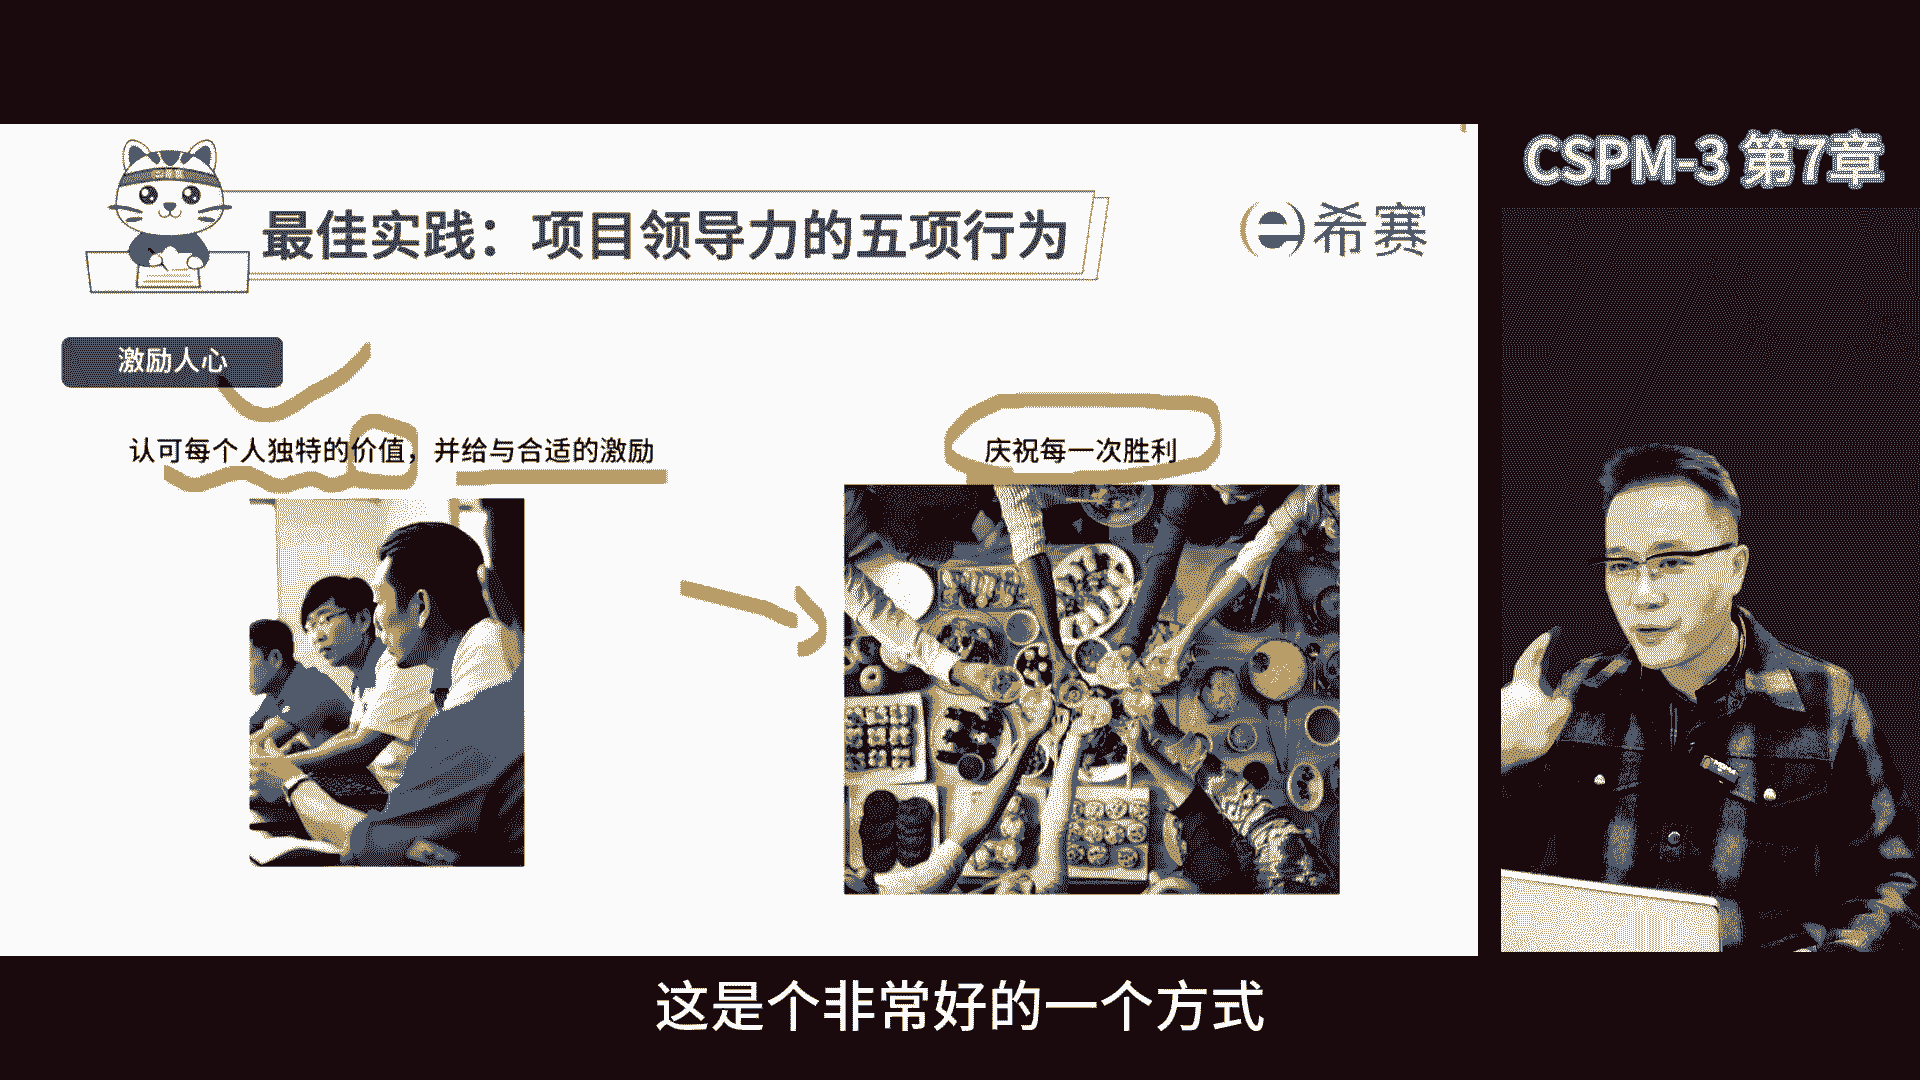 CSPM-3 第7章
最佳实践：项目领导力的五项行为
希赛
激励人心
认可每个人独特的价值，并给与合适的激励
庆祝每一次胜利
这是个非常好的一个方式